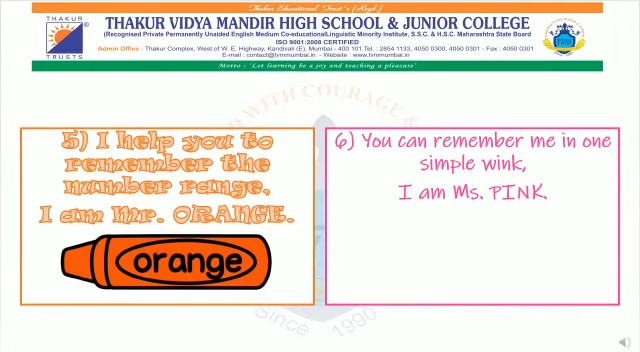 Thakur Educational Trust's (Regd.)
THAKUR VIDYA MANDIR HIGH SCHOOL & JUNIOR COLLEGE
(Recognised Private Permanently Unaided English Medium Co-educationalLinguistic Minority Institute, S.S.C. & H.S.C. Maharashtra State Board
ISO 9001:2008 CERTIFIED
Admin Office : Thakur Complex, West of W. E. Highway, Kandivali (E), Mumbai - 400 101. Tel. : 2854 1133, 4050 0300, 4050 0301 - Fax : 4050 0301
E-mail : contact@tvmmumbai.in - Website : www.tvmmumbai.in
Motto : "Let learning be a joy and teaching a pleasure"
THAKUR
TRUSTS
tvm
WITH COURAGE &
5) I help you to
remember the
number range,
I am Mr. ORANGE.
orange
6) You can remember me in one
simple wink,
I am Ms. PINK.
Since 1990